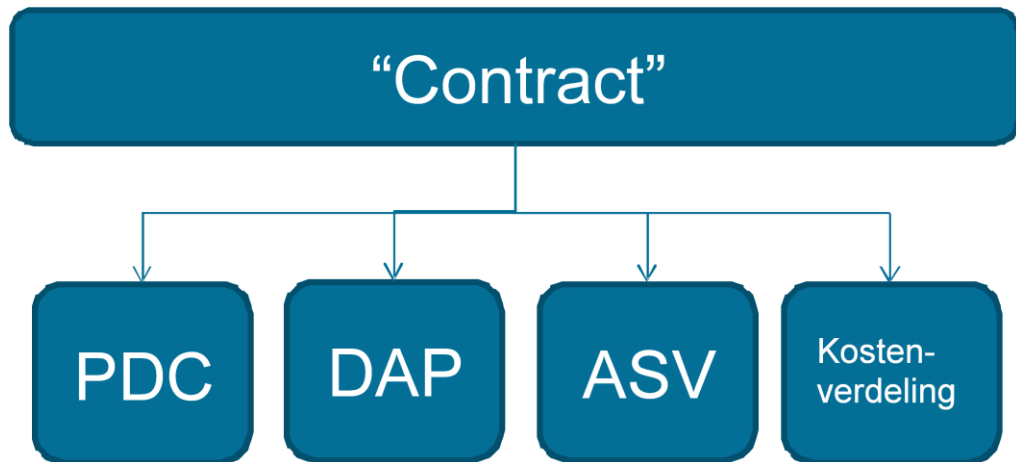 “Contract”
PDC
DAP
ASV
Kosten-
verdeling